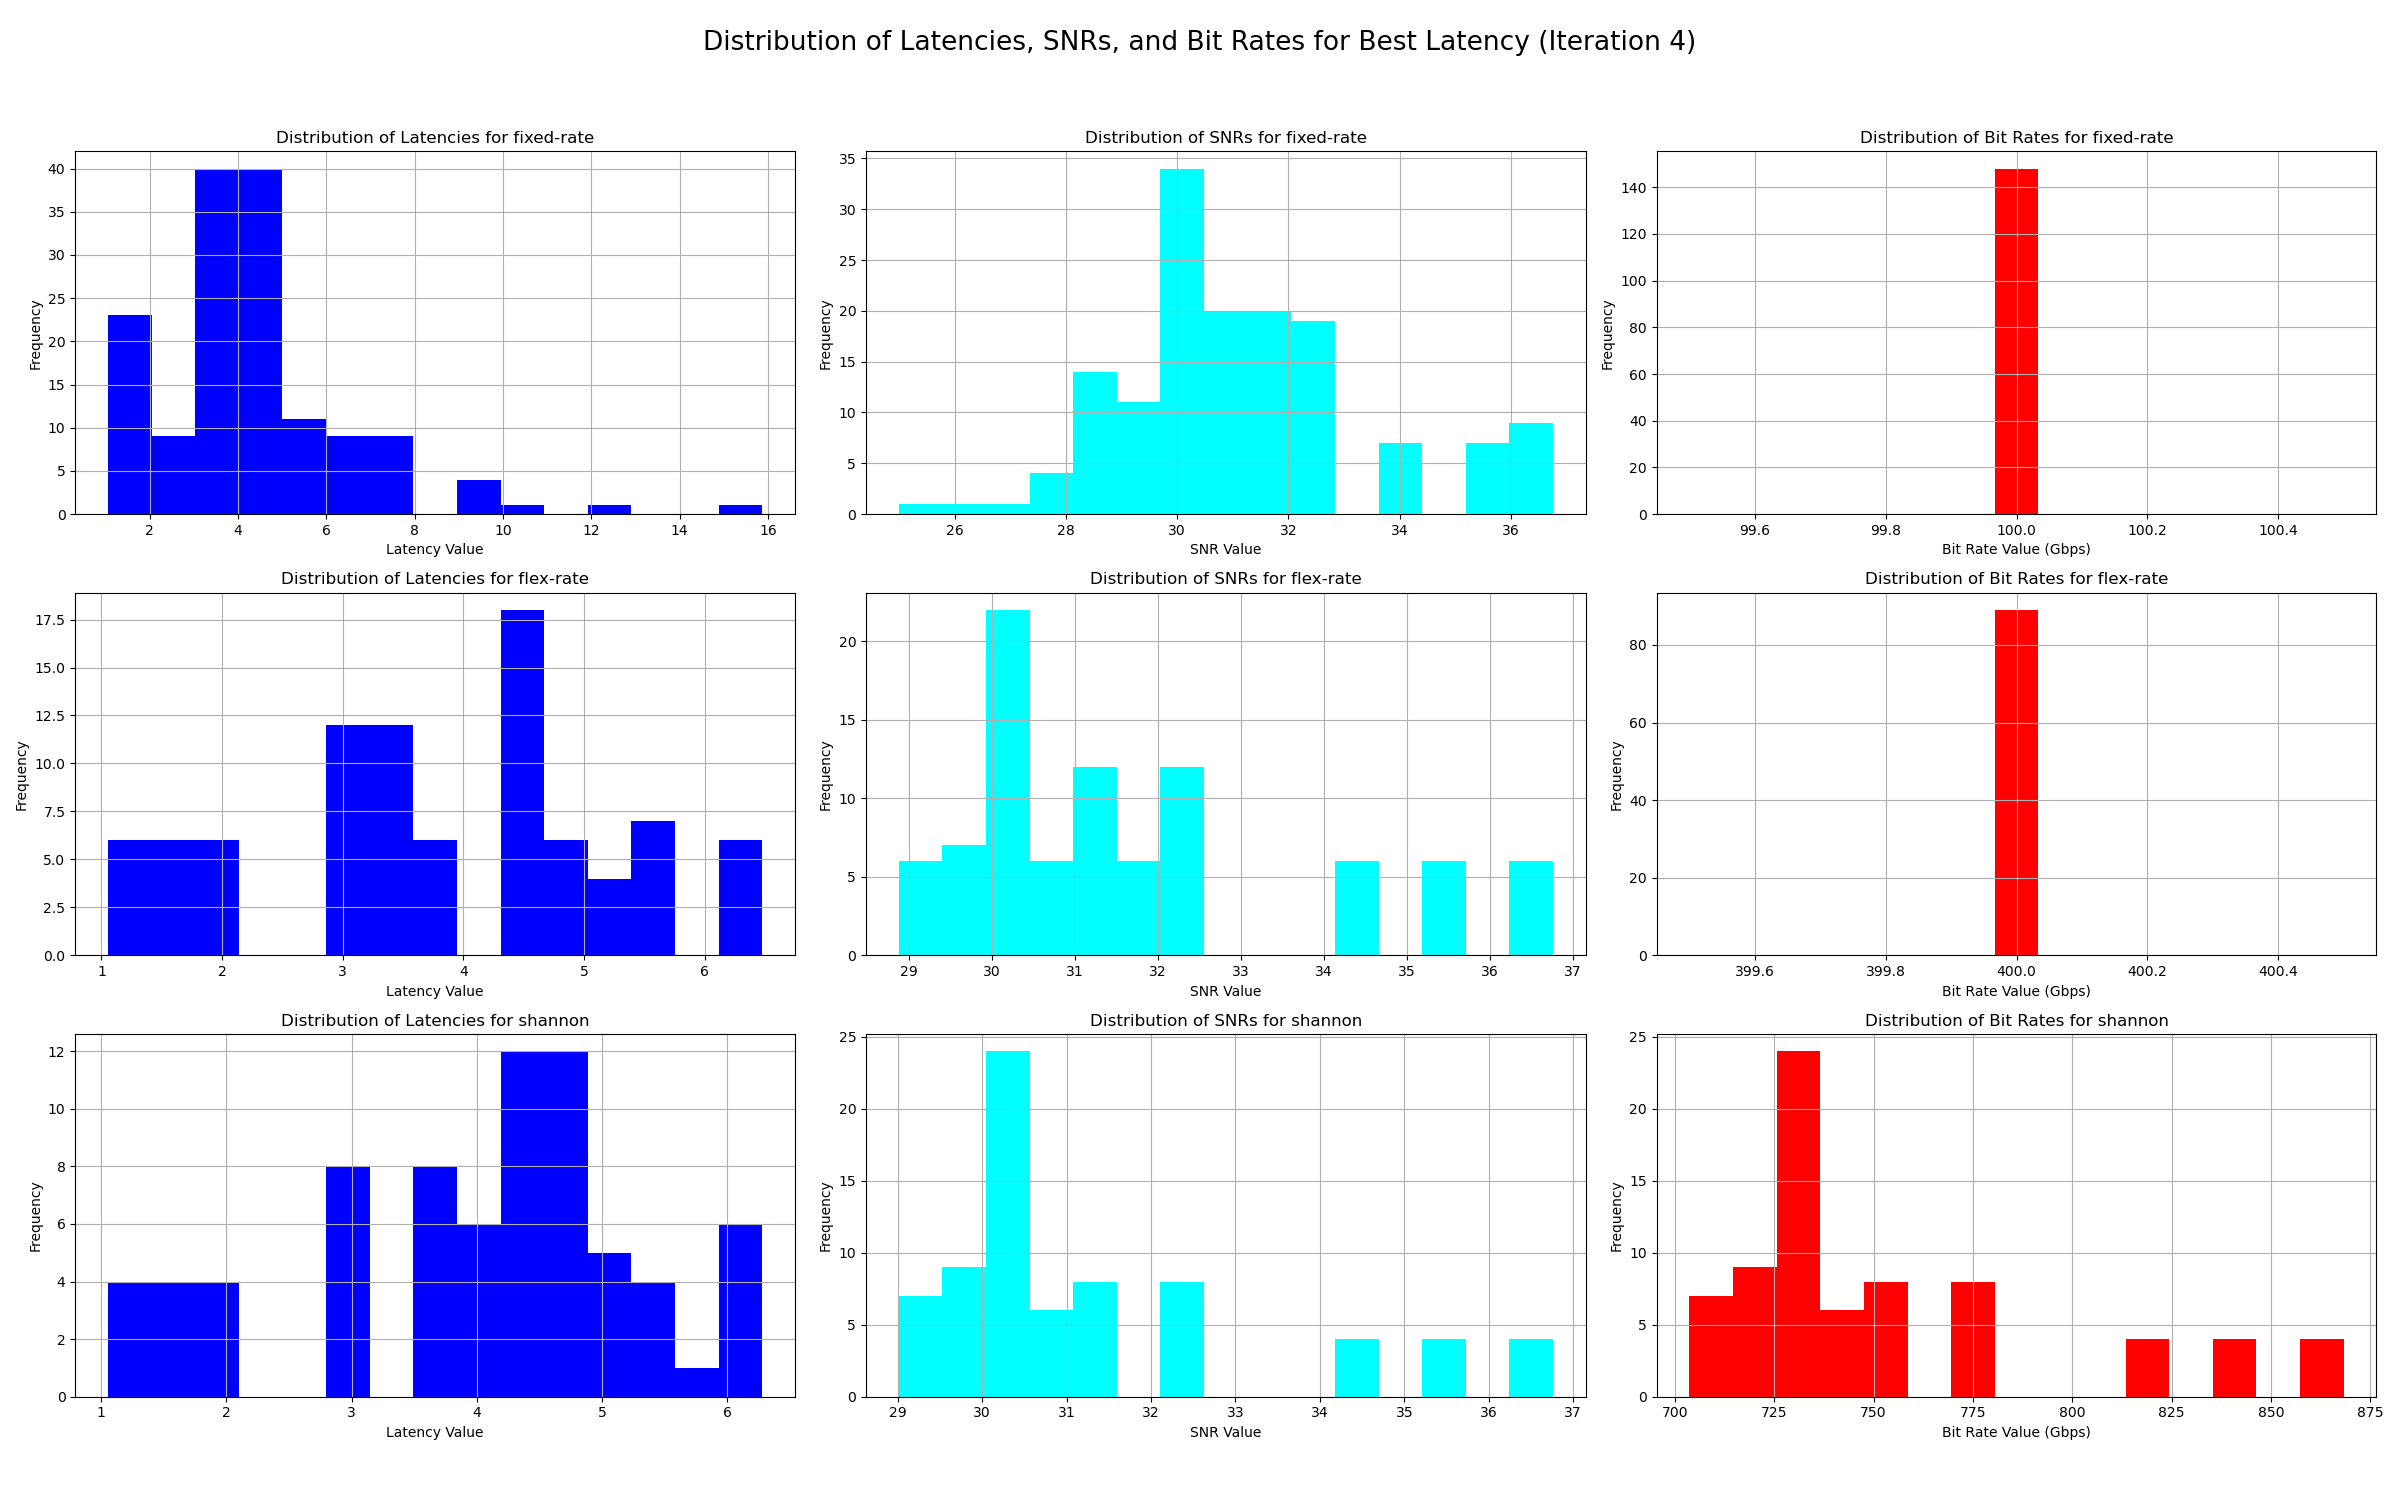 Distribution of Latencies, SNRs, and Bit Rates for Best Latency (Iteration 4)
Distribution of Latencies for fixed-rate
Frequency
40
35
30
25
20
15
10
5
0
2 4 6 8 10 12 14 16
Latency Value
Distribution of SNRs for fixed-rate
Frequency
35
30
25
20
15
10
5
0
26 28 30 32 34 36
SNR Value
Distribution of Bit Rates for fixed-rate
Frequency
140
120
100
80
60
40
20
0
99.6 99.8 100.0 100.2 100.4
Bit Rate Value (Gbps)
Distribution of Latencies for flex-rate
Frequency
17.5
15.0
12.5
10.0
7.5
5.0
2.5
0.0
1 2 3 4 5 6
Latency Value
Distribution of SNRs for flex-rate
Frequency
20
15
10
5
0
29 30 31 32 33 34 35 36 37
SNR Value
Distribution of Bit Rates for flex-rate
Frequency
80
60
40
20
0
399.6 399.8 400.0 400.2 400.4
Bit Rate Value (Gbps)
Distribution of Latencies for shannon
Frequency
12
10
8
6
4
2
0
1 2 3 4 5 6
Latency Value
Distribution of SNRs for shannon
Frequency
25
20
15
10
5
0
29 30 31 32 33 34 35 36 37
SNR Value
Distribution of Bit Rates for shannon
Frequency
25
20
15
10
5
0
700 725 750 775 800 825 850 875
Bit Rate Value (Gbps)